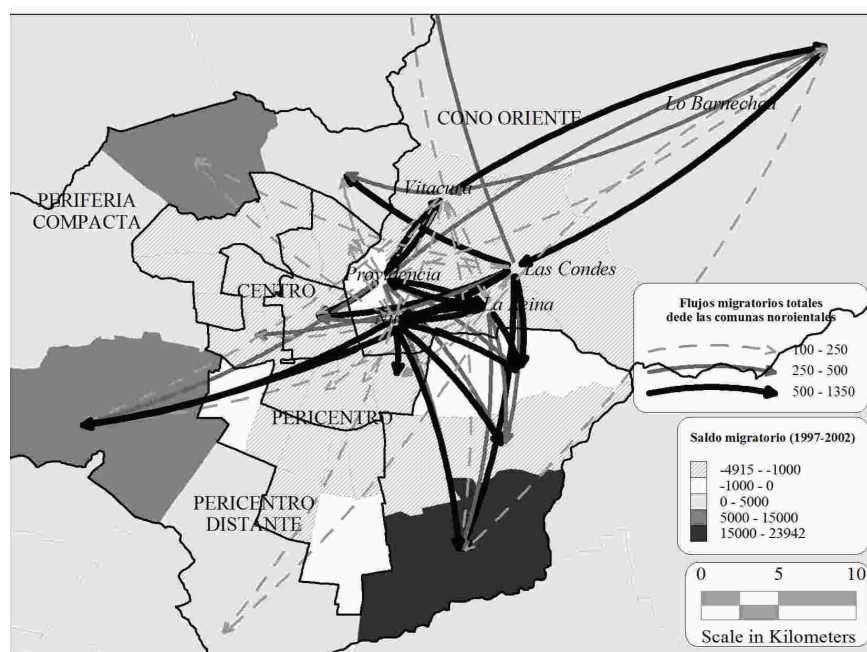 CONO ORIENTE
Lo Barnechea
PERIFERIA
COMPACTA
Vitacura
Providencia
Las Condes
CENTRO
La Reina
PERICENTRO
PERICENTRO
DISTANTE
Flujos migratorios totales
dede las comunas noroientales
100 - 250
250 - 500
500 - 1350
Saldo migratorio (1997-2002)
-4915 - -1000
-1000 - 0
0 - 5000
5000 - 15000
15000 - 23942
0 5 10
Scale in Kilometers